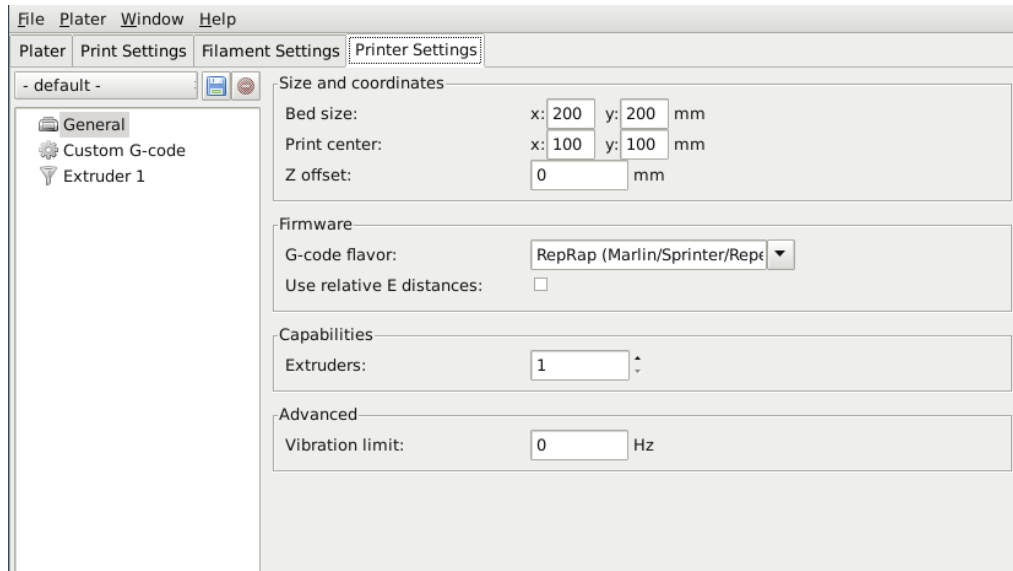 File Plater Window Help
Plater Print Settings Filament Settings Printer Settings
- default -
General
Custom G-code
Extruder 1
Size and coordinates
Bed size: x: 200 y: 200 mm
Print center: x: 100 y: 100 mm
Z offset: 0 mm
Firmware
G-code flavor: RepRap (Marlin/Sprinter/Repe
Use relative E distances:
Capabilities
Extruders: 1
Advanced
Vibration limit: 0 Hz